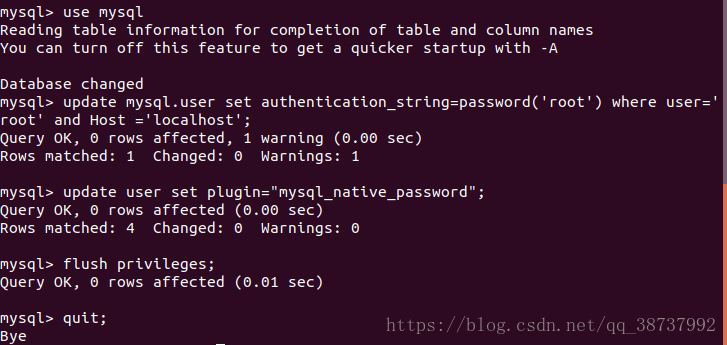 mysql> use mysql
Reading table information for completion of table and column names
You can turn off this feature to get a quicker startup with -A
Database changed
mysql> update mysql.user set authentication_string=password('root') where user='
root' and Host ='localhost';
Query OK, 0 rows affected, 1 warning (0.00 sec)
Rows matched: 1  Changed: 0  Warnings: 1
mysql> update user set plugin="mysql_native_password";
Query OK, 0 rows affected (0.00 sec)
Rows matched: 4  Changed: 0  Warnings: 0
mysql> flush privileges;
Query OK, 0 rows affected (0.01 sec)
mysql> quit;
Bye
https://blog.csdn.net/qq_38737992